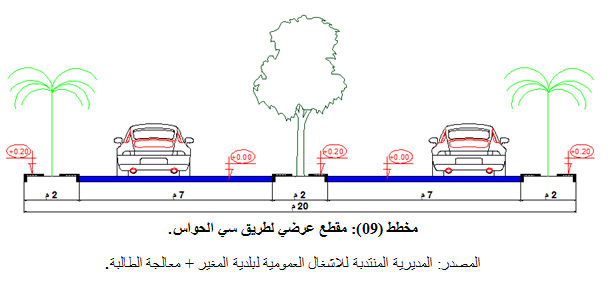 +0.20 +0.00 +0.20 +0.00 +0.20
2 م 7 م 2 م 7 م 2 م
20 م
مخطط (09): مقطع عرضي لطريق سي الحواس.
المصدر: المديرية المنتدبة للاشغال العمومية لبلدية المغير + معالجة الطالبة.